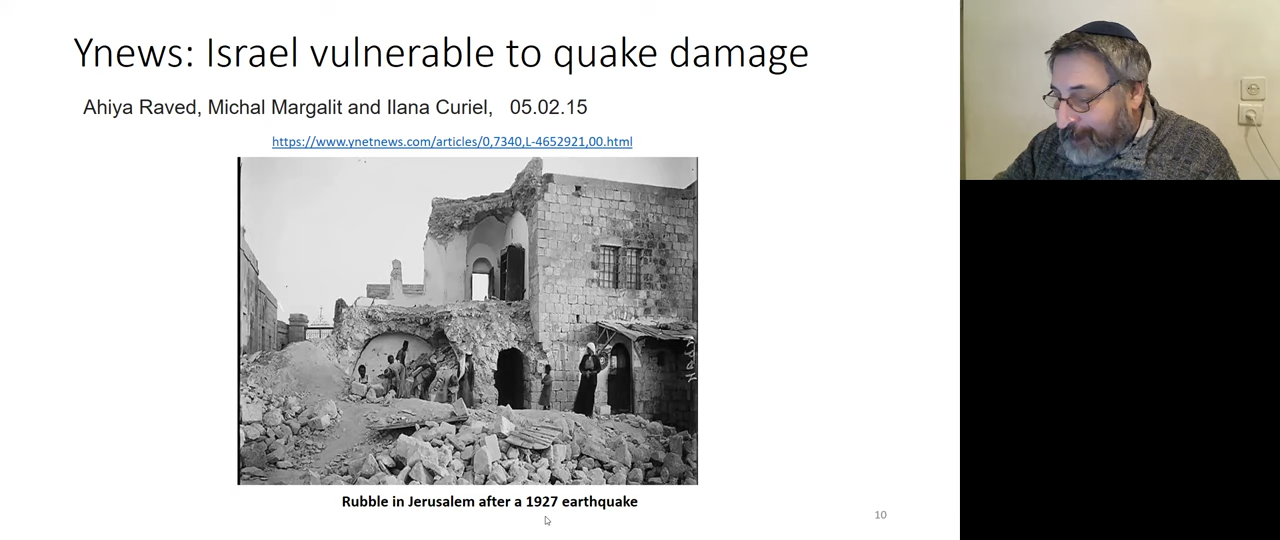 Ynews: Israel vulnerable to quake damage
Ahiya Raved, Michal Margalit and Ilana Curiel, 05.02.15
https://www.ynetnews.com/articles/0,7340,L-4652921,00.html
Rubble in Jerusalem after a 1927 earthquake
10